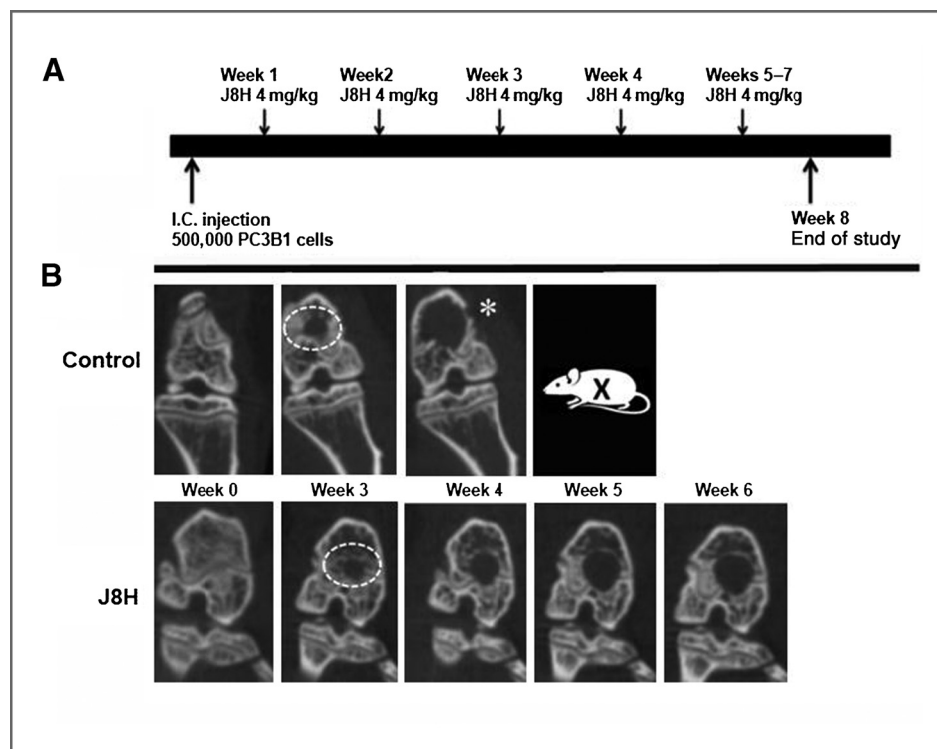 A
Week 1
J8H 4 mg/kg
Week2
J8H 4 mg/kg
Week 3
J8H 4 mg/kg
Week 4
J8H 4 mg/kg
Weeks 5–7
J8H 4 mg/kg
I.C. injection
500,000 PC3B1 cells
Week 8
End of study
B
Control
*
X
Week 0
Week 3
Week 4
Week 5
Week 6
J8H